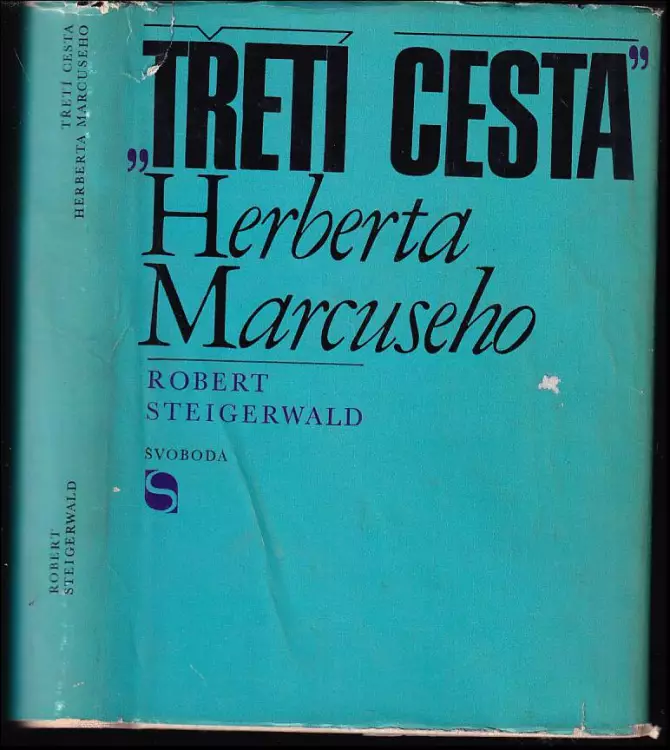 TŘETÍ CESTA
HERBERTA MARCUSEHO
ROBERT
STEIGERWALD
„TŘETÍ CESTA”
Herberta
Marcuseho
ROBERT
STEIGERWALD
SVOBODA
S